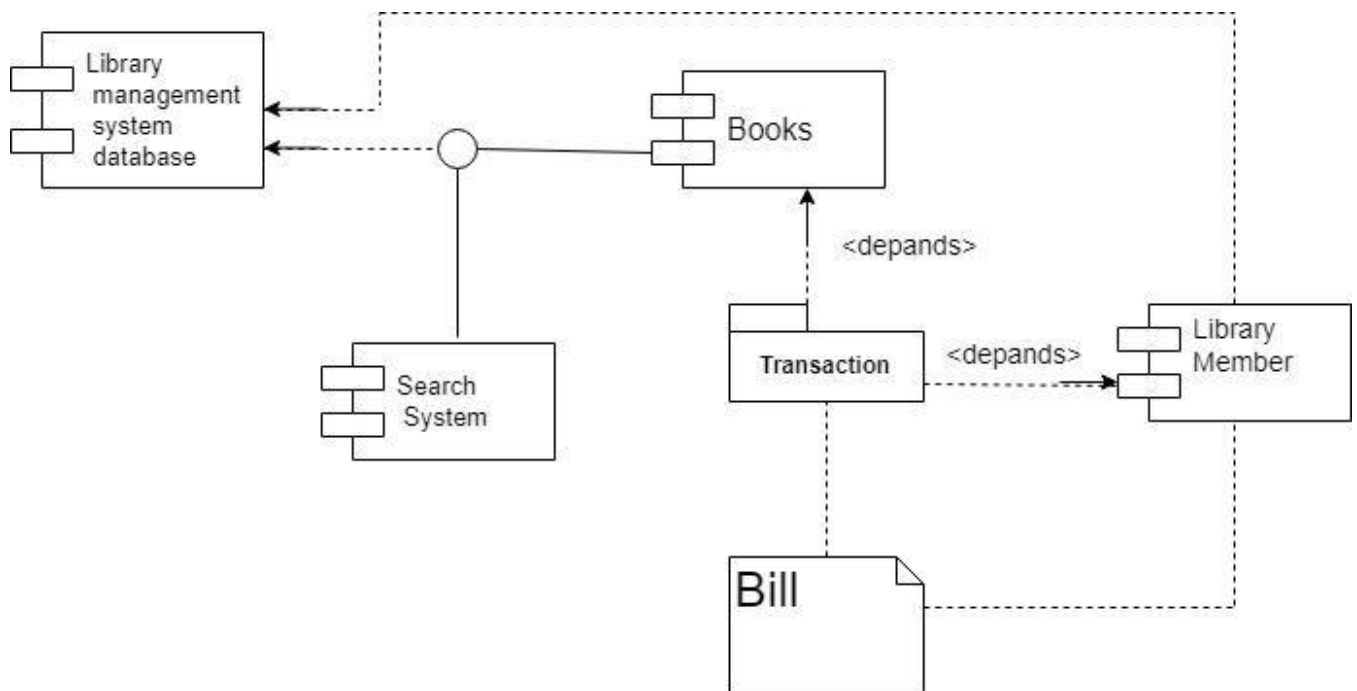 Library
management
system
database
Books
<depands>
Transaction
<depands>
Library
Member
Search
System
Bill